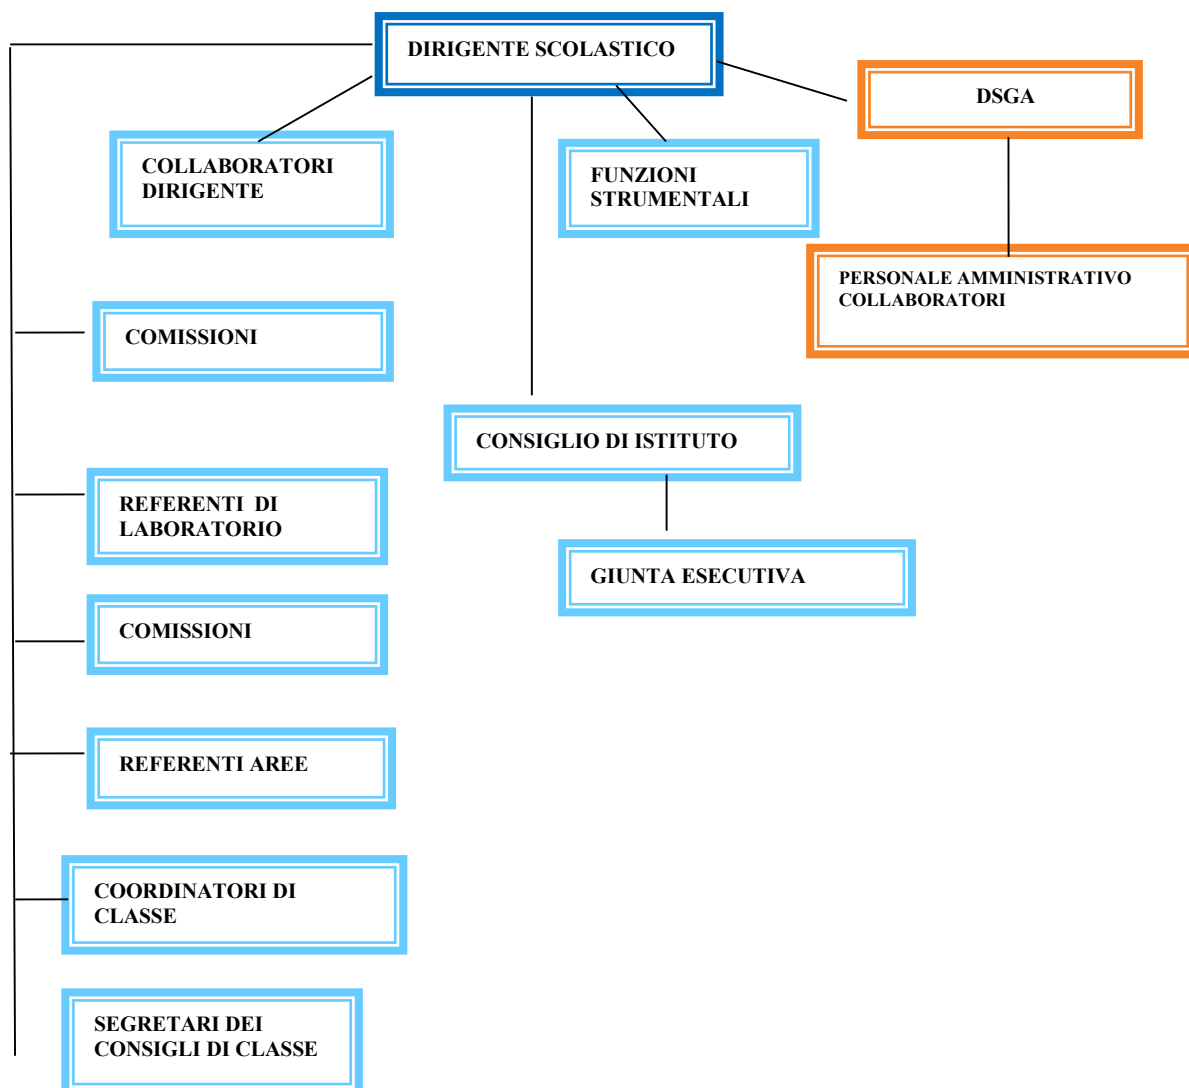 DIRIGENTE SCOLASTICO
DSGA
COLLABORATORI
DIRIGENTE
FUNZIONI
STRUMENTALI
PERSONALE AMMINISTRATIVO
COLLABORATORI
COMISSIONI
CONSIGLIO DI ISTITUTO
REFERENTI DI
LABORATORIO
GIUNTA ESECUTIVA
COMISSIONI
REFERENTI AREE
COORDINATORI DI
CLASSE
SEGRETARI DEI
CONSIGLI DI CLASSE